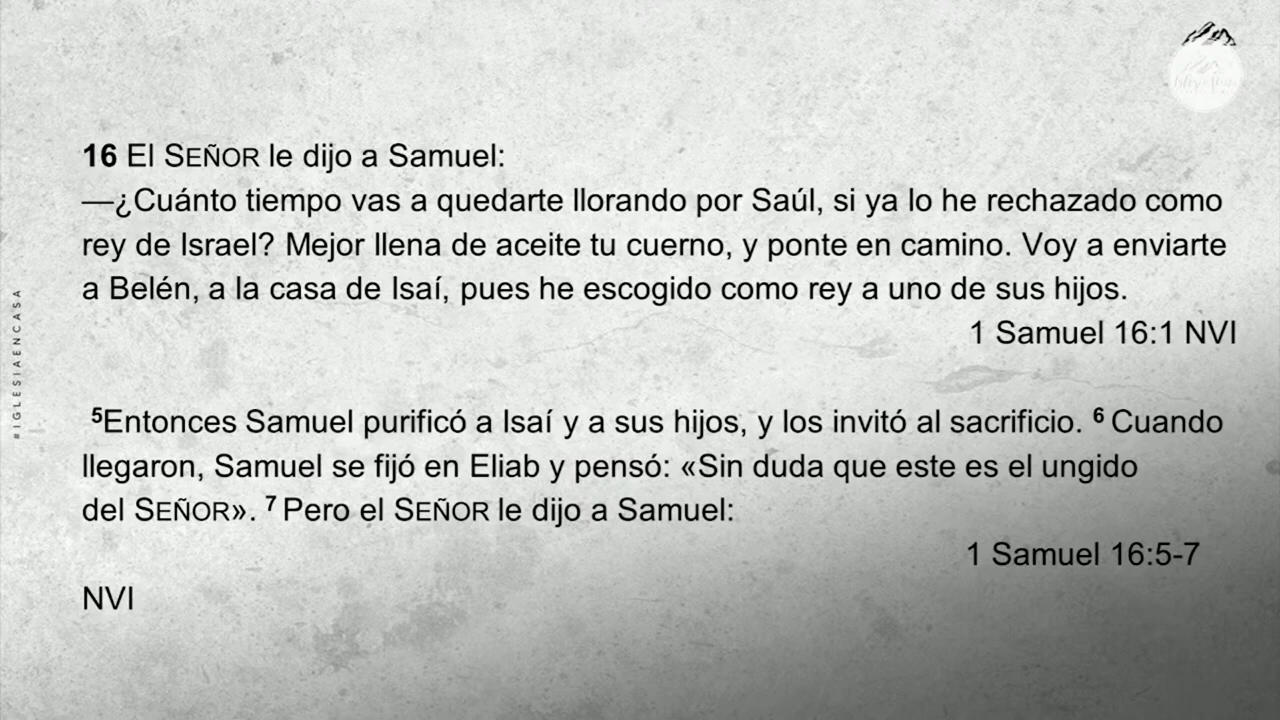 16 El SEÑOR le dijo a Samuel:
—¿Cuánto tiempo vas a quedarte llorando por Saúl, si ya lo he rechazado como
rey de Israel? Mejor llena de aceite tu cuerno, y ponte en camino. Voy a enviarte
a Belén, a la casa de Isaí, pues he escogido como rey a uno de sus hijos.
1 Samuel 16:1 NVI
5Entonces Samuel purificó a Isaí y a sus hijos, y los invitó al sacrificio. 6 Cuando
llegaron, Samuel se fijó en Eliab y pensó: «Sin duda que este es el ungido
del SEÑOR». 7 Pero el SEÑOR le dijo a Samuel:
1 Samuel 16:5-7
NVI
#IGLESIAENCASA